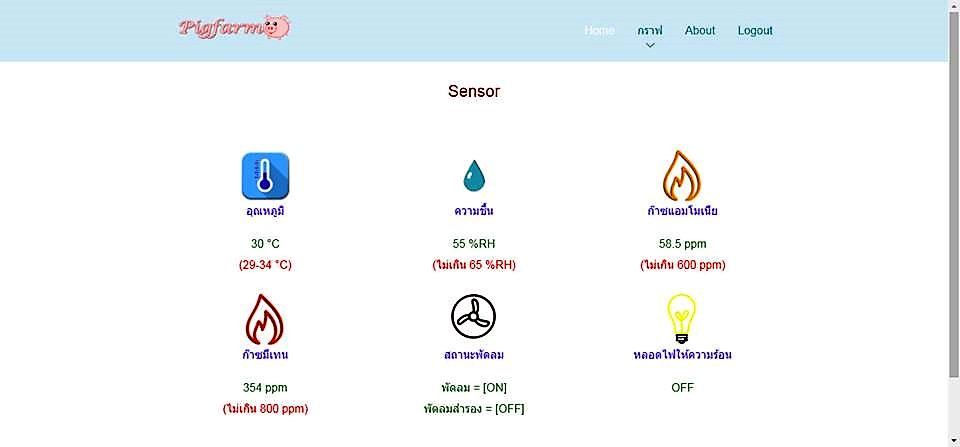 Pigfarm
Home กราฟ About Logout
Sensor
อุณหภูมิ
30 °C
(29-34 °C)
ความชื้น
55 %RH
(ไม่เกิน 65 %RH)
ก๊าซแอมโมเนีย
58.5 ppm
(ไม่เกิน 600 ppm)
ก๊าซมีเทน
354 ppm
(ไม่เกิน 800 ppm)
สถานะพัดลม
พัดลม = [ON]
พัดลมสำรอง = [OFF]
หลอดไฟให้ความร้อน
OFF